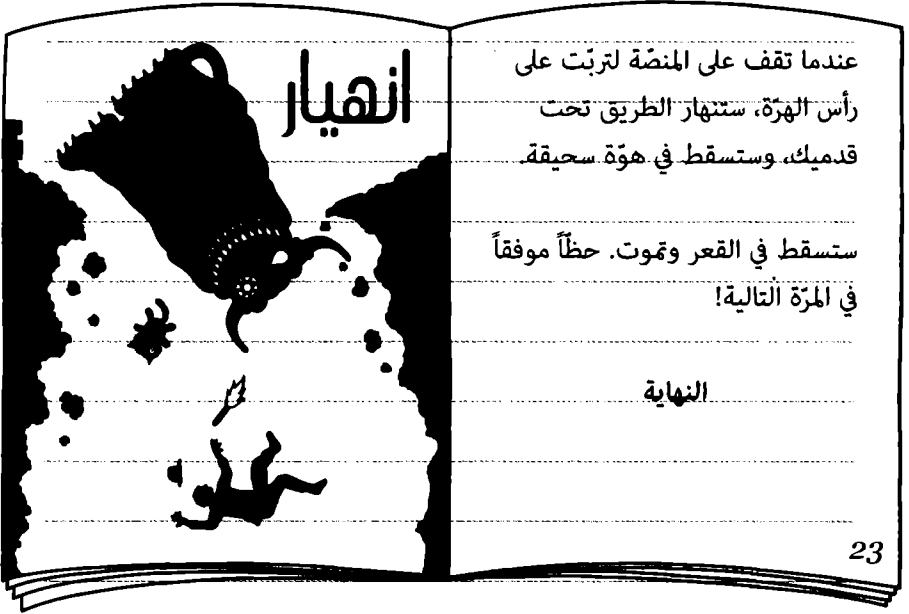 انهيار
عندما تقف على المنصّة لتربّت على
رأس الهرّة، ستنهار الطريق تحت
قدميك، وستسقط في هوّة سحيقة.
ستسقط في القعر وتموت. حظّاً موفقاً
في المرّة التالية!
النهاية
23